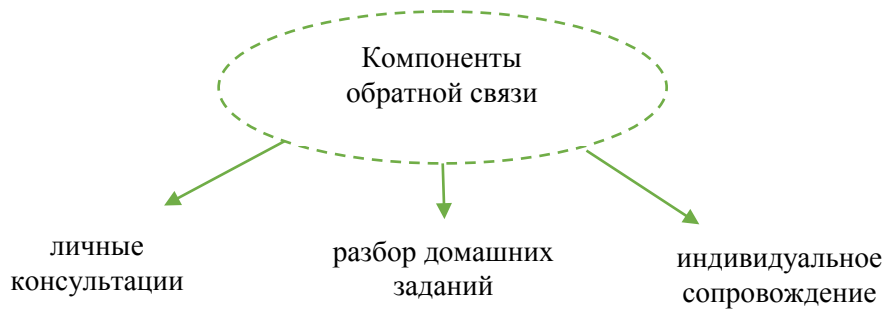 Компоненты
обратной связи
личные
консультации
разбор домашних
заданий
индивидуальное
сопровождение